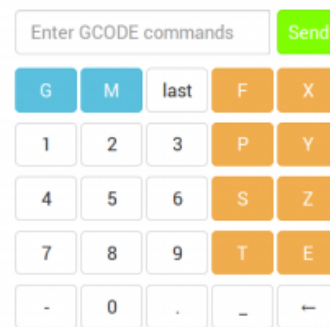 Enter GCODE commands Send
G M last F X
1 2 3 P Y
4 5 6 S Z
7 8 9 T E
- 0 . _ ←